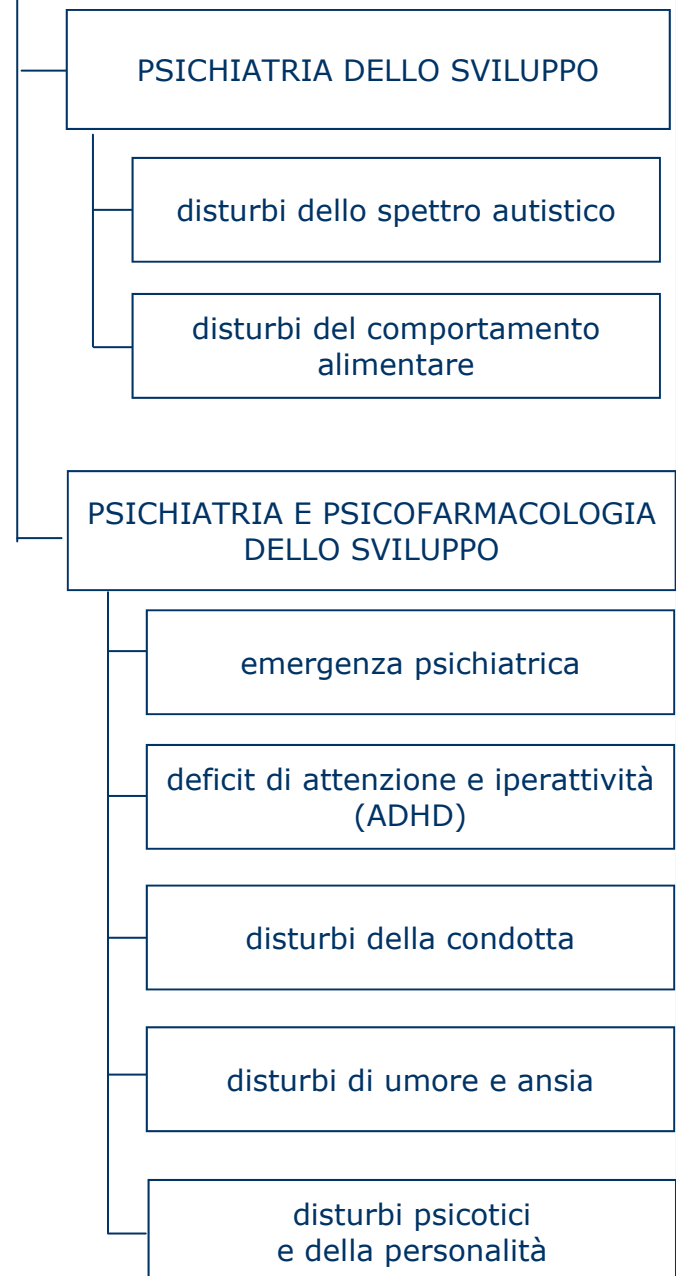 PSICHIATRIA DELLO SVILUPPO
disturbi dello spettro autistico
disturbi del comportamento
alimentare
PSICHIATRIA E PSICOFARMACOLOGIA
DELLO SVILUPPO
emergenza psichiatrica
deficit di attenzione e iperattività
(ADHD)
disturbi della condotta
disturbi di umore e ansia
disturbi psicotici
e della personalità